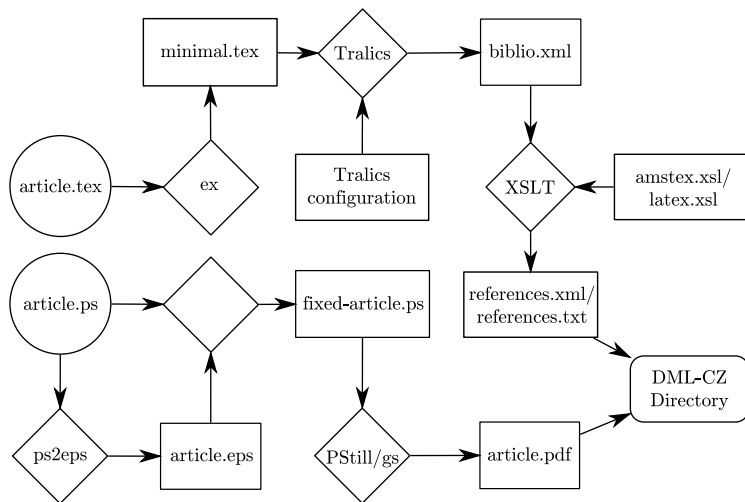 minimal.tex
Tralics
biblio.xml
article.tex
ex
Tralics
configuration
XSLT
amstex.xsl/
latex.xsl
article.ps
fixed-article.ps
references.xml/
references.txt
DML-CZ
Directory
ps2eps
article.eps
PStill/gs
article.pdf